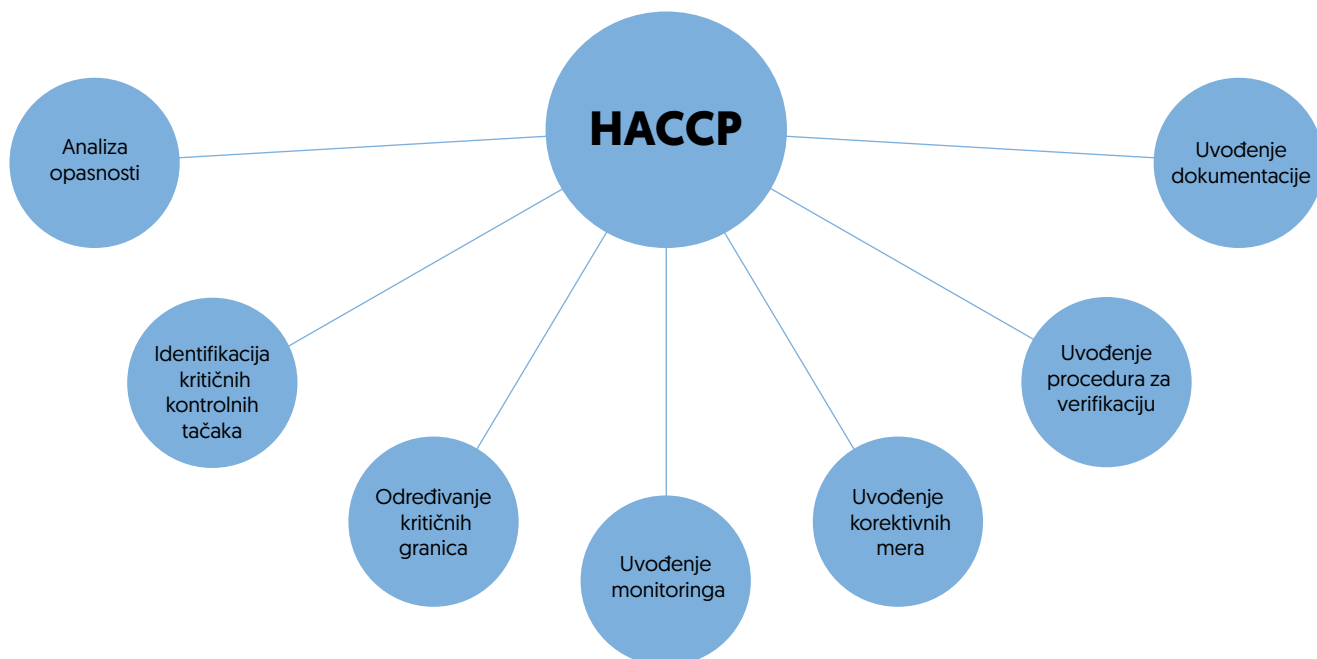 HACCP
Analiza
opasnosti
Identifikacija
kritičnih
kontrolnih
tačaka
Određivanje
kritičnih
granica
Uvođenje
monitoringa
Uvođenje
korektivnih
mera
Uvođenje
procedura za
verifikaciju
Uvođenje
dokumentacije